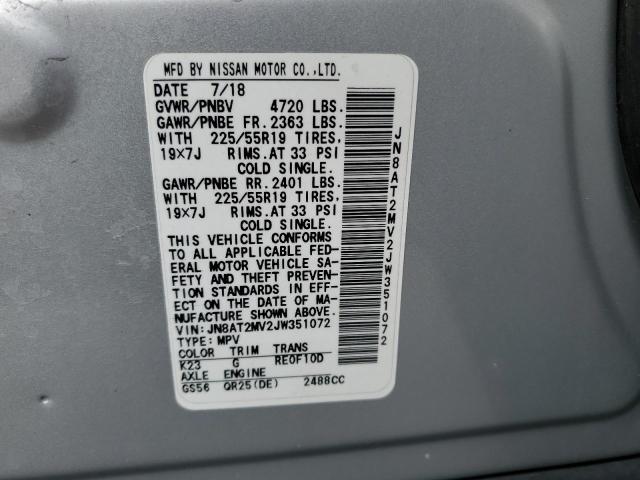 MFD BY NISSAN MOTOR CO.,LTD.
DATE 7/18
GVWR/PNBV 4720 LBS.
GAWR/PNBE FR.2363 LBS.
WITH 225/55R19 TIRES,
19×7J RIMS.AT 33 PSI
COLD SINGLE.
GAWR/PNBE RR.2401 LBS.
WITH 225/55R19 TIRES,
19×7J RIMS.AT 33 PSI
COLD SINGLE.
THIS VEHICLE CONFORMS
TO ALL APPLICABLE FED-
ERAL MOTOR VEHICLE SA-
FETY AND THEFT PREVEN-
TION STANDARDS IN EFF-
ECT ON THE DATE OF MA-
NUFACTURE SHOWN ABOVE.
VIN: JN8AT2MV2JW351072
TYPE: MPV
COLOR TRIM TRANS
K23 G RE0F10D
AXLE ENGINE
GS56 QR25(DE) 2488CC
JN8AT2MV2JW351072